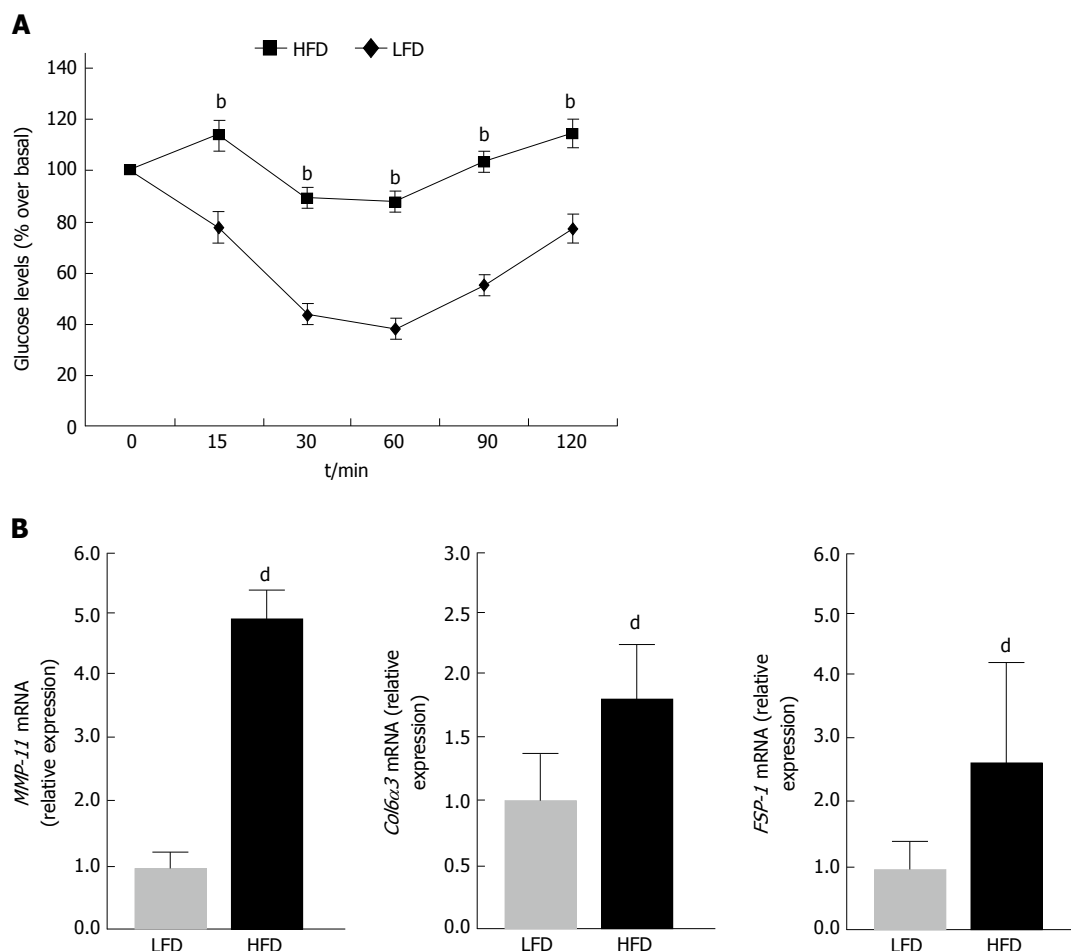 A
HFD LFD
140
120
100
80
60
40
20
0
Glucose levels (% over basal)
b
b
b
b
b
0 15 30 60 90 120
t/min
B
6.0
5.0
4.0
3.0
2.0
1.0
0.0
MMP-11 mRNA
(relative expression)
d
LFD HFD
3.0
2.5
2.0
1.5
1.0
0.5
0.0
Col6α3 mRNA (relative
expression)
d
LFD HFD
6.0
5.0
4.0
3.0
2.0
1.0
0.0
FSP-1 mRNA (relative
expression)
d
LFD HFD